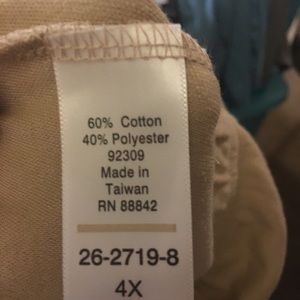 60% Cotton
40% Polyester
92309
Made in
Taiwan
RN 88842
26-2719-8
4X